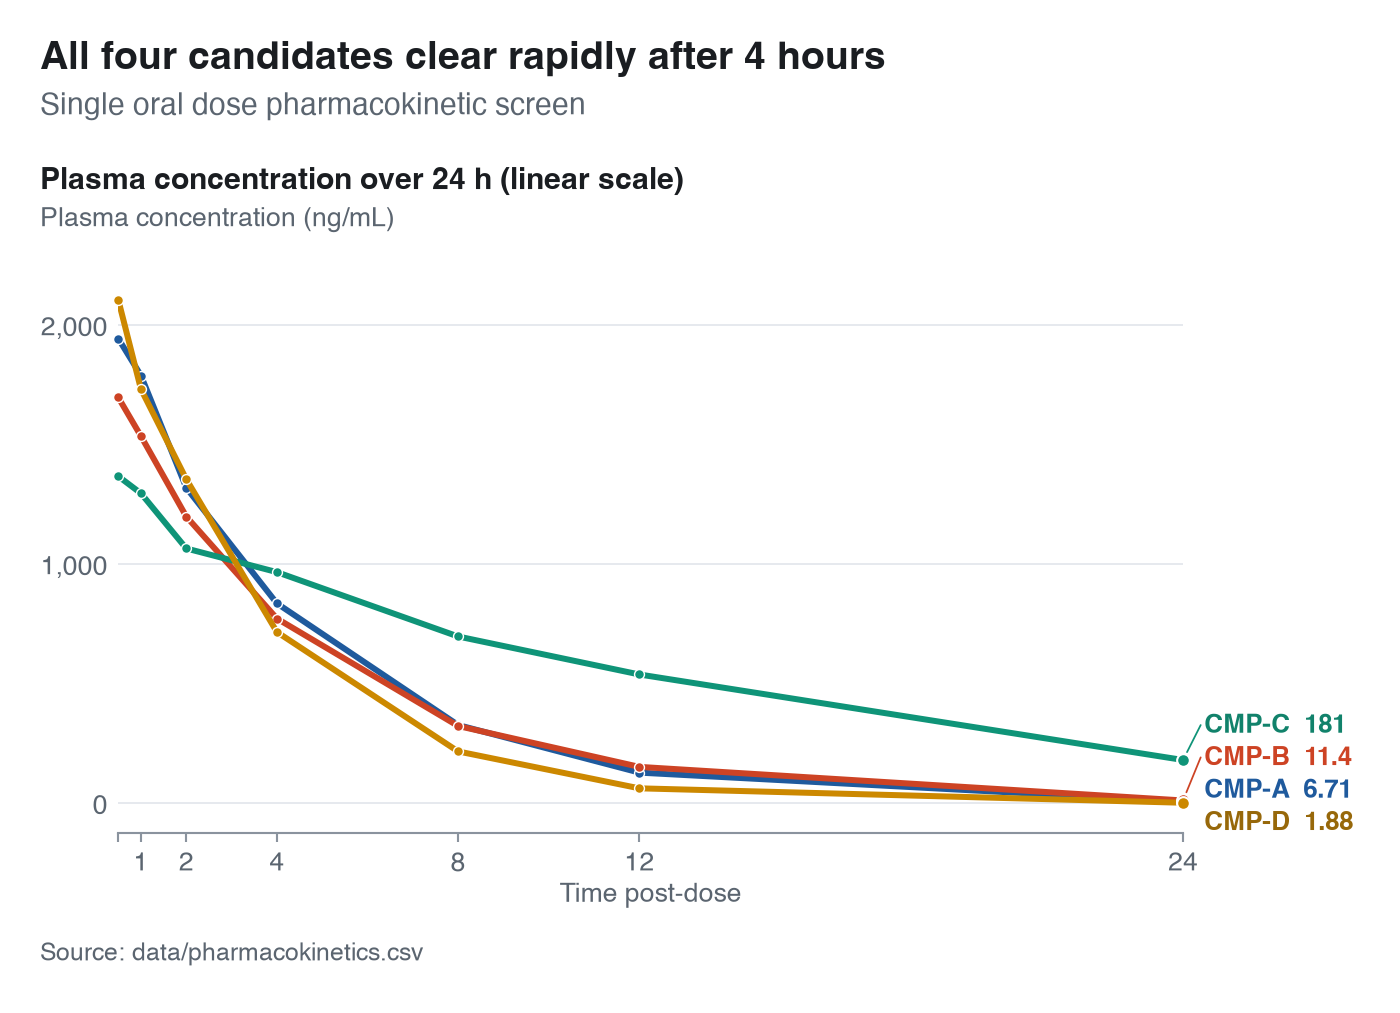 All four candidates clear rapidly after 4 hours
Single oral dose pharmacokinetic screen
Plasma concentration over 24 h (linear scale)
Plasma concentration (ng/mL)
2,000
1,000
0
CMP-C 181
CMP-B 11.4
CMP-A 6.71
CMP-D 1.88
1 2 4 8 12 24
Time post-dose
Source: data/pharmacokinetics.csv